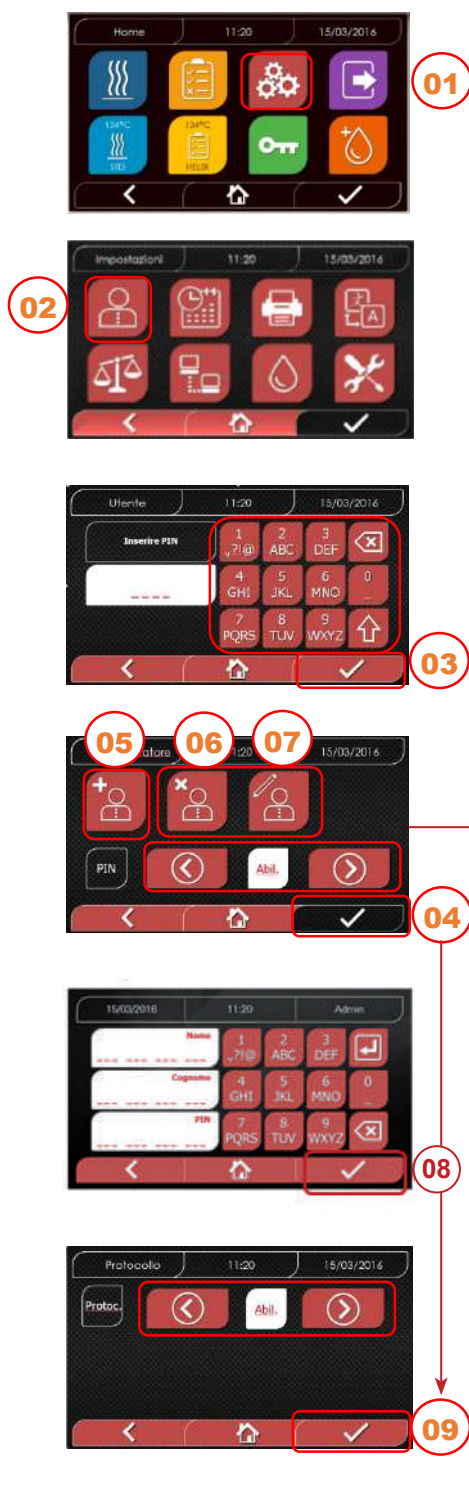 Home 11:20 15/03/2016
01
134°C 134°C
STD HELIX
Impostazioni 11:20 15/03/2016
02
A
Utente 11:20 15/03/2016
Inserire PIN
1 2 3
.,?!@ ABC DEF
4 5 6 0
GHI JKL MNO _
7 8 9
PQRS TUV WXYZ
03
05 06 07
atore 1:20 15/03/2016
PIN Abil.
04
15/03/2016 11:20 Admin
Nome
1 2 3
.,?!@ ABC DEF
Cognome
4 5 6 0
GHI JKL MNO _
PIN
7 8 9
PQRS TUV WXYZ
08
Protocollo 11:20 15/03/2016
Protoc. Abil.
09